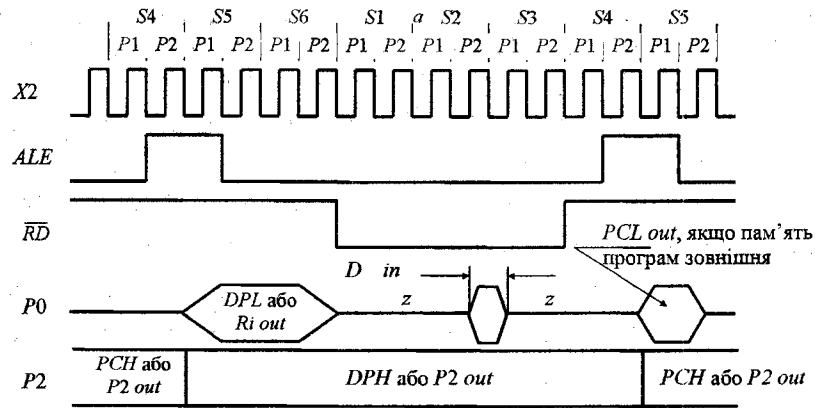 S4 S5 S6 S1 a S2 S3 S4 S5
P1 P2 P1 P2 P1 P2 P1 P2 P1 P2 P1 P2 P1 P2 P1 P2
X2
ALE
RD
PCL out, якщо пам’ять
програм зовнішня
D in
P0
DPL або
Ri out
z
z
P2
PCH або
P2 out
DPH або P2 out
PCH або P2 out